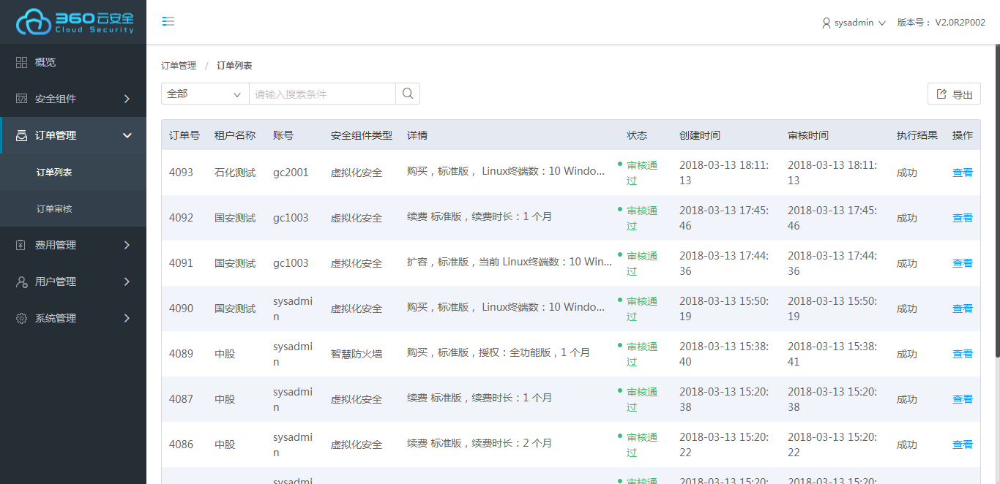 360云安全
Cloud Security
sysadmin 版本号： V2.0R2P002
概览
安全组件
订单管理
订单列表
订单审核
费用管理
用户管理
系统管理
订单管理 / 订单列表
全部 请输入搜索条件 导出
订单号 租户名称 账号 安全组件类型 详情 状态 创建时间 审核时间 执行结果 操作
4093 石化测试 gc2001 虚拟化安全 购买，标准版， Linux终端数：10 Windo... 审核通过 2018-03-13 18:11:13 2018-03-13 18:11:13 成功 查看
4092 国安测试 gc1003 虚拟化安全 续费 标准版，续费时长：1 个月 审核通过 2018-03-13 17:45:46 2018-03-13 17:45:46 成功 查看
4091 国安测试 gc1003 虚拟化安全 扩容，标准版，当前 Linux终端数：10 Win... 审核通过 2018-03-13 17:44:36 2018-03-13 17:44:36 成功 查看
4090 国安测试 sysadmin 虚拟化安全 购买，标准版， Linux终端数：10 Windo... 审核通过 2018-03-13 15:50:19 2018-03-13 15:50:19 成功 查看
4089 中股 sysadmin 智慧防火墙 购买，标准版，授权：全功能版，1 个月 审核通过 2018-03-13 15:38:40 2018-03-13 15:38:41 成功 查看
4087 中股 sysadmin 虚拟化安全 续费 标准版，续费时长：1 个月 审核通过 2018-03-13 15:20:38 2018-03-13 15:20:38 成功 查看
4086 中股 sysadmin 虚拟化安全 续费 标准版，续费时长：2 个月 审核通过 2018-03-13 15:20:22 2018-03-13 15:20:22 成功 查看
sysadmi 审核通 2018-03-13 15:20: 2018-03-13 15:20: